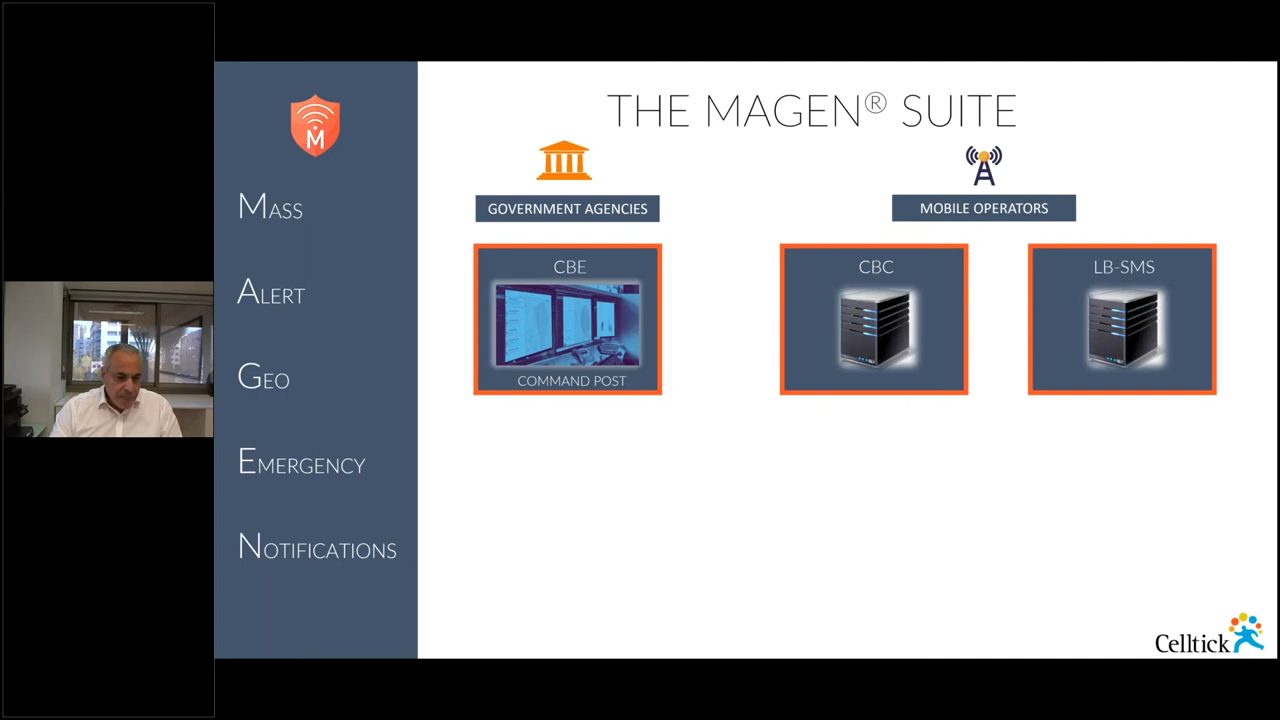 M
MASS
ALERT
GEO
EMERGENCY
NOTIFICATIONS
THE MAGEN® SUITE
GOVERNMENT AGENCIES
MOBILE OPERATORS
CBE
COMMAND POST
CBC
LB-SMS
Celltick